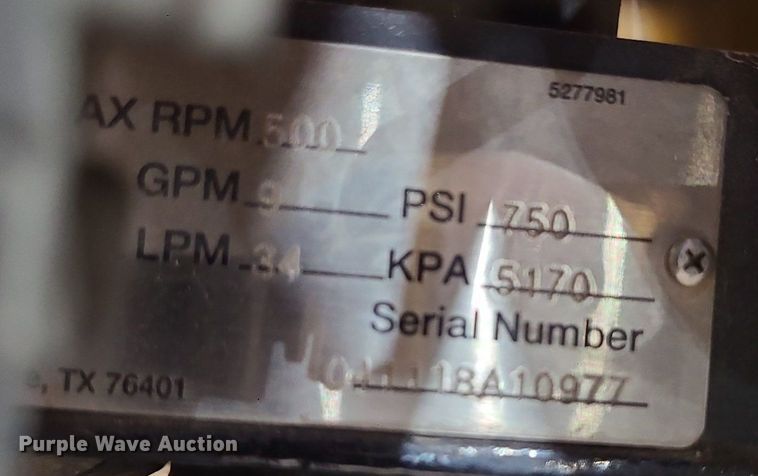 5277981
AX RPM 500
GPM 9 PSI 750
LPM 34 KPA 5170
Serial Number
041118A10977
, TX 76401
Purple Wave Auction